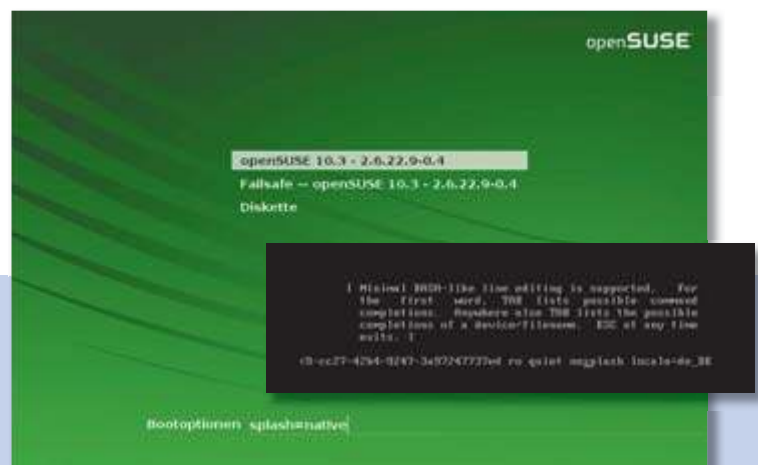 openSUSE
openSUSE 10.3 - 2.6.22.9-0.4
Failsafe -- openSUSE 10.3 - 2.6.22.9-0.4
Diskette
[ Minimal BASH-like line editing is supported. For
the first word, TAB lists possible command
completions. Anywhere else TAB lists the possible
completions of a device/filename. ESC at any time
exits. ]
ro quiet locale=de_DE
Bootoptionen splash=native